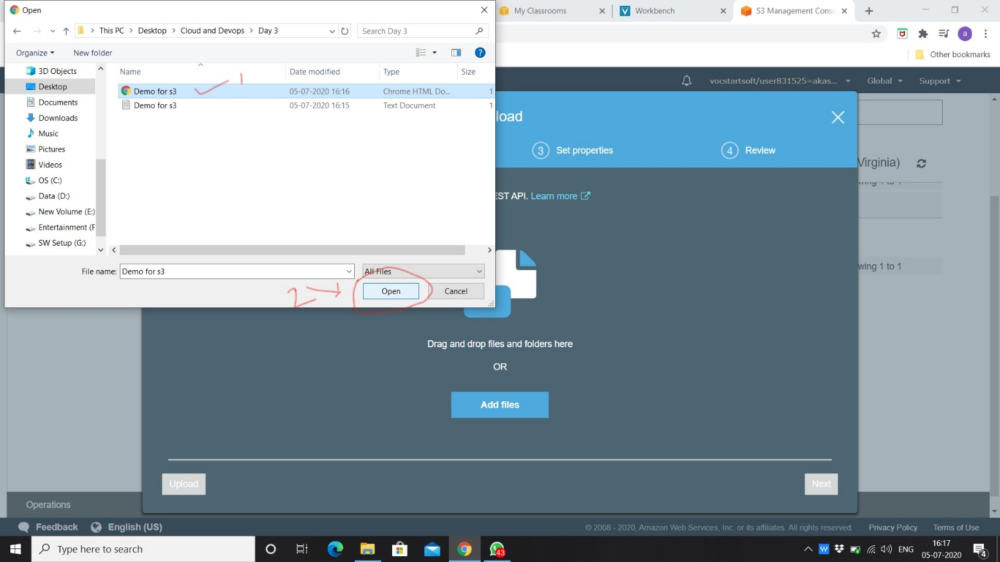 Open
My Classrooms
Workbench
S3 Management Conso
This PC > Desktop > Cloud and Devops > Day 3
Search Day 3
a
Organize
New folder
?
Other bookmarks
3D Objects
Desktop
Documents
Downloads
Music
Pictures
Videos
OS (C:)
Data (D:)
New Volume (E:)
Entertainment (F
SW Setup (G:)
Name Date modified Type Size
Demo for s3 05-07-2020 16:16 Chrome HTML Do... 1
Demo for s3 05-07-2020 16:15 Text Document 1
1
File name: Demo for s3 All Files
2 Open Cancel
vocstartsoft/user831525=akas... Global Support
load
3 Set properties 4 Review
Virginia)
EST API. Learn more
wing 1 to 1
wing 1 to 1
Drag and drop files and folders here
OR
Add files
Upload Next
Operations
Feedback English (US) © 2008 - 2020, Amazon Web Services, Inc. or its affiliates. All rights reserved. Privacy Policy Terms of Use
Type here to search
43
W
ENG
16:17
05-07-2020
4